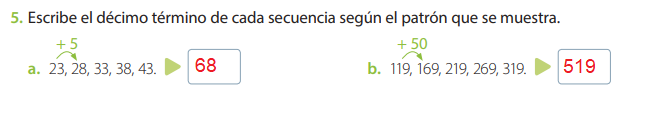 5. Escribe el décimo término de cada secuencia según el patrón que se muestra.
+ 5
a. 23, 28, 33, 38, 43. 68
+ 50
b. 119, 169, 219, 269, 319. 519